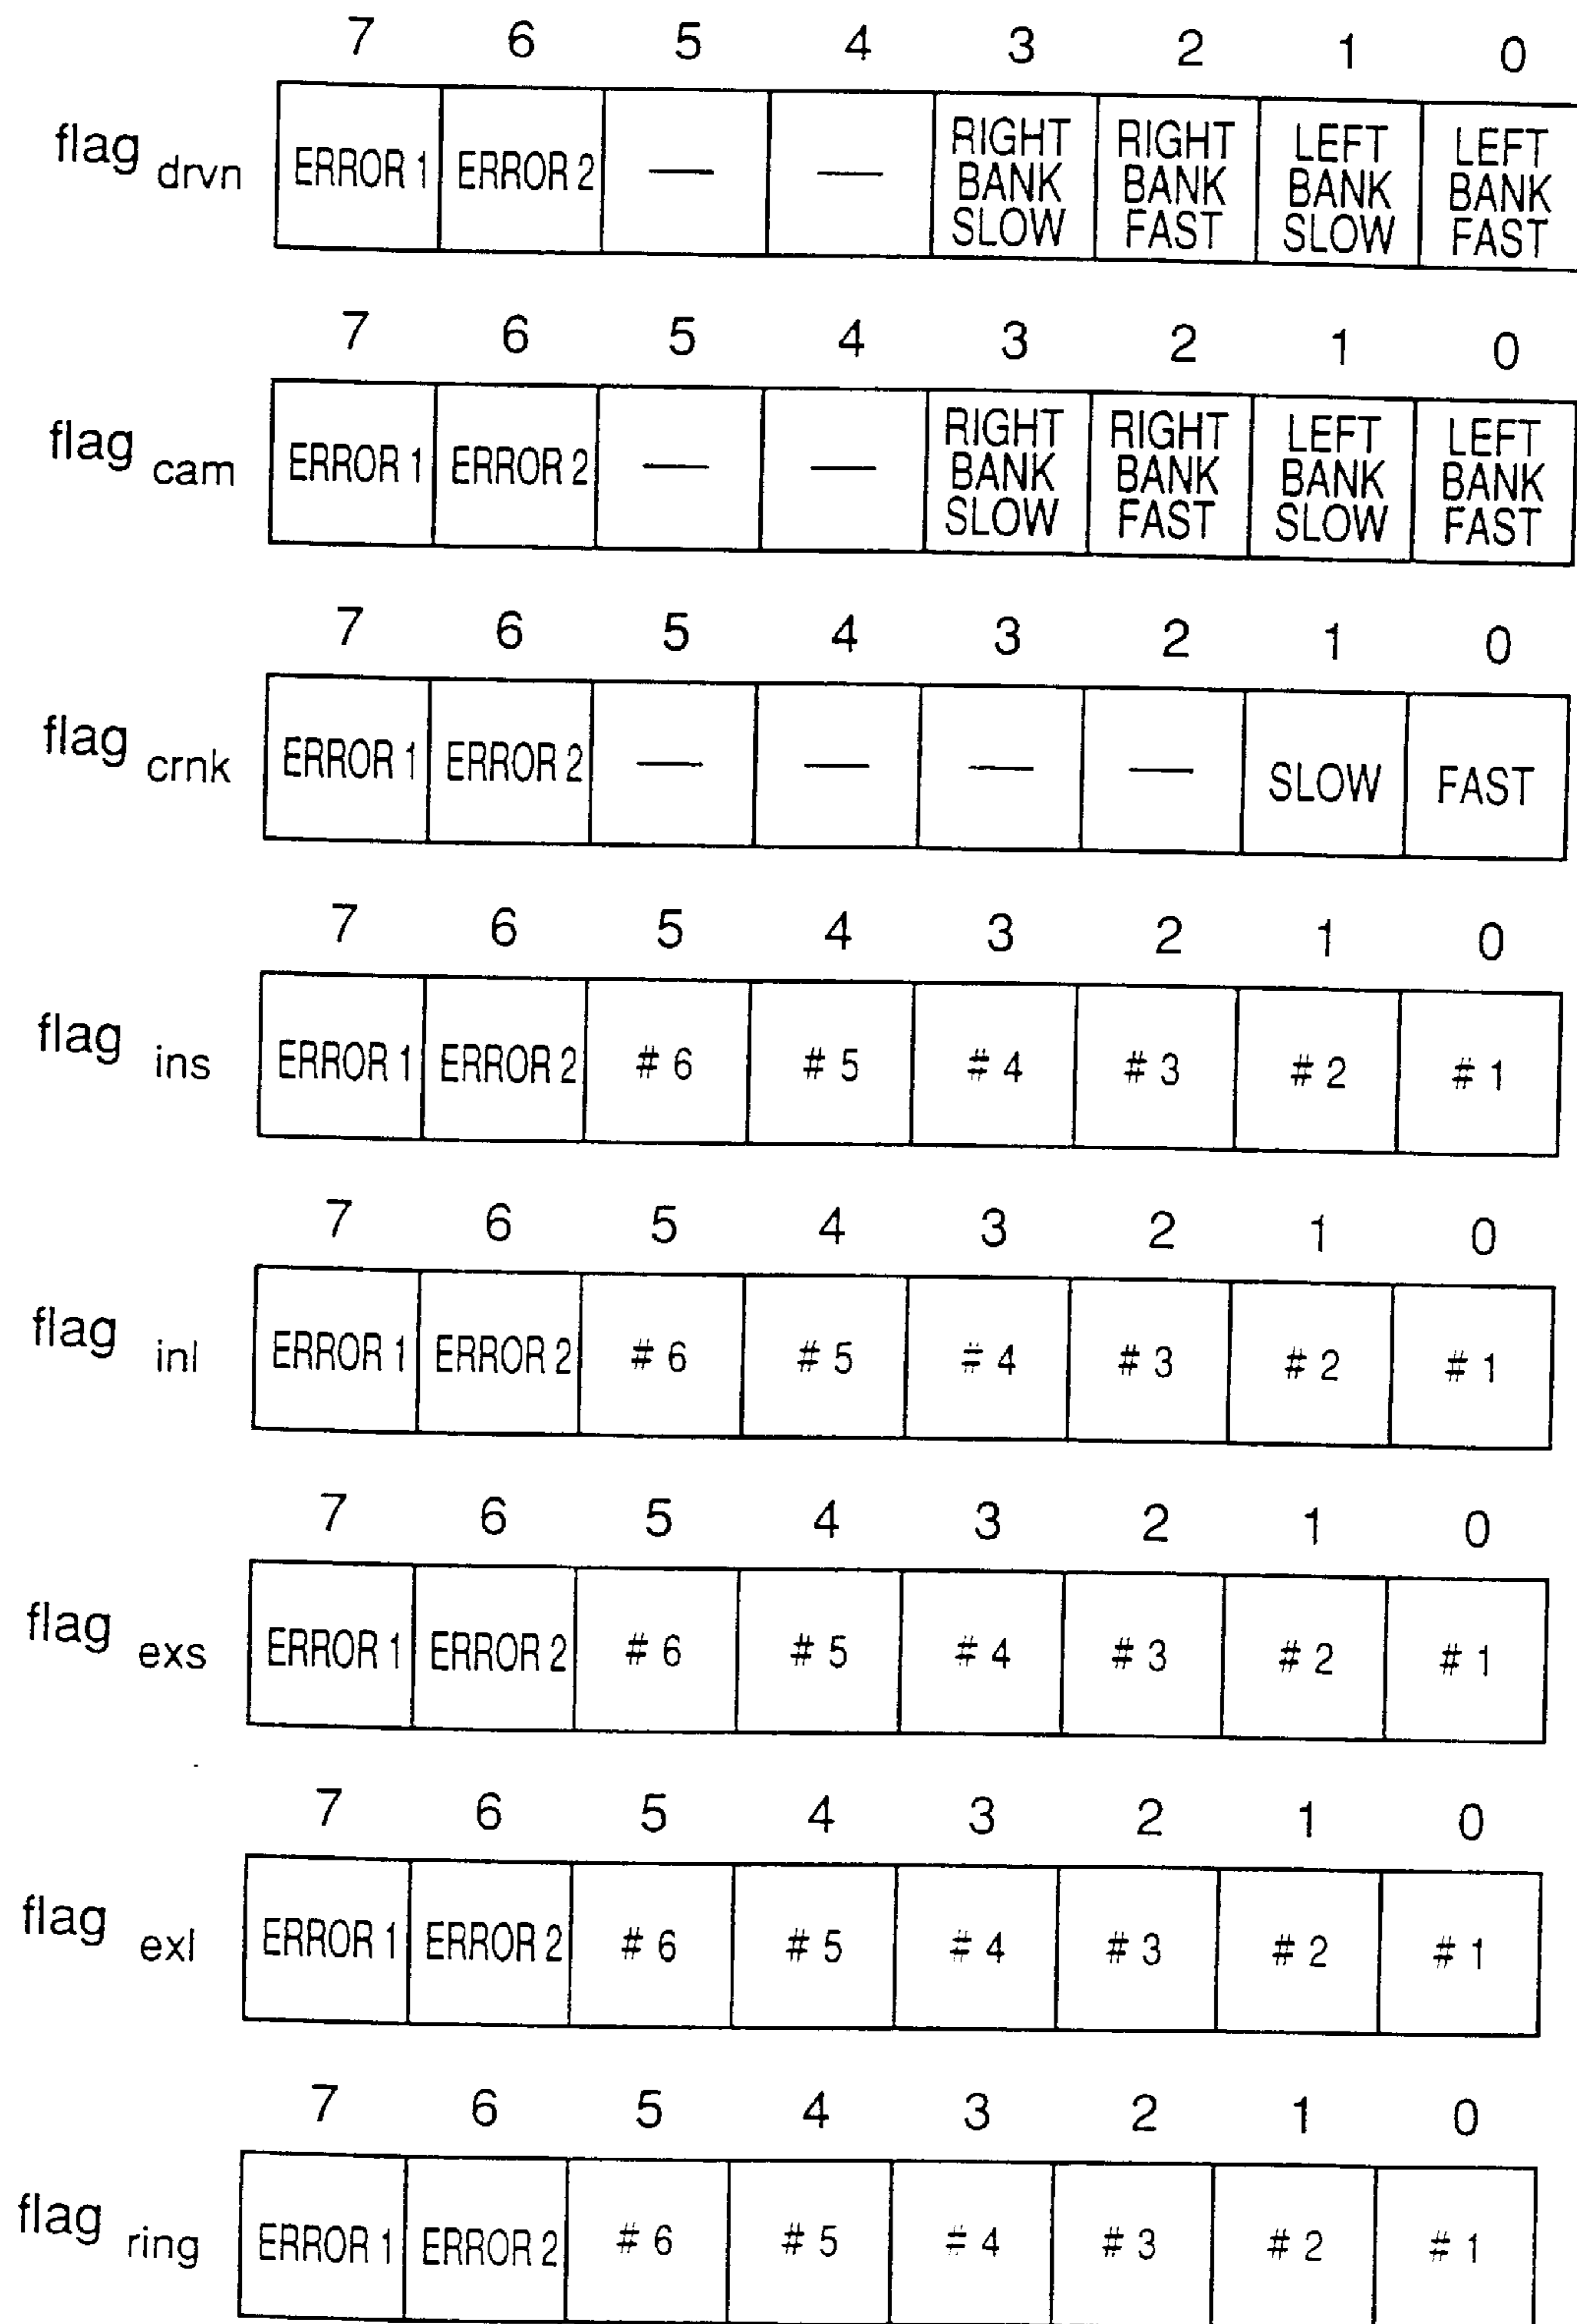 7 6 5 4 3 2 1 0
flag drvn ERROR 1 ERROR 2 — — RIGHT BANK SLOW RIGHT BANK FAST LEFT BANK SLOW LEFT BANK FAST
7 6 5 4 3 2 1 0
flag cam ERROR 1 ERROR 2 — — RIGHT BANK SLOW RIGHT BANK FAST LEFT BANK SLOW LEFT BANK FAST
7 6 5 4 3 2 1 0
flag crnk ERROR 1 ERROR 2 — — — — SLOW FAST
7 6 5 4 3 2 1 0
flag ins ERROR 1 ERROR 2 # 6 # 5 # 4 # 3 # 2 # 1
7 6 5 4 3 2 1 0
flag inl ERROR 1 ERROR 2 # 6 # 5 # 4 # 3 # 2 # 1
7 6 5 4 3 2 1 0
flag exs ERROR 1 ERROR 2 # 6 # 5 # 4 # 3 # 2 # 1
7 6 5 4 3 2 1 0
flag exl ERROR 1 ERROR 2 # 6 # 5 # 4 # 3 # 2 # 1
7 6 5 4 3 2 1 0
flag ring ERROR 1 ERROR 2 # 6 # 5 # 4 # 3 # 2 # 1